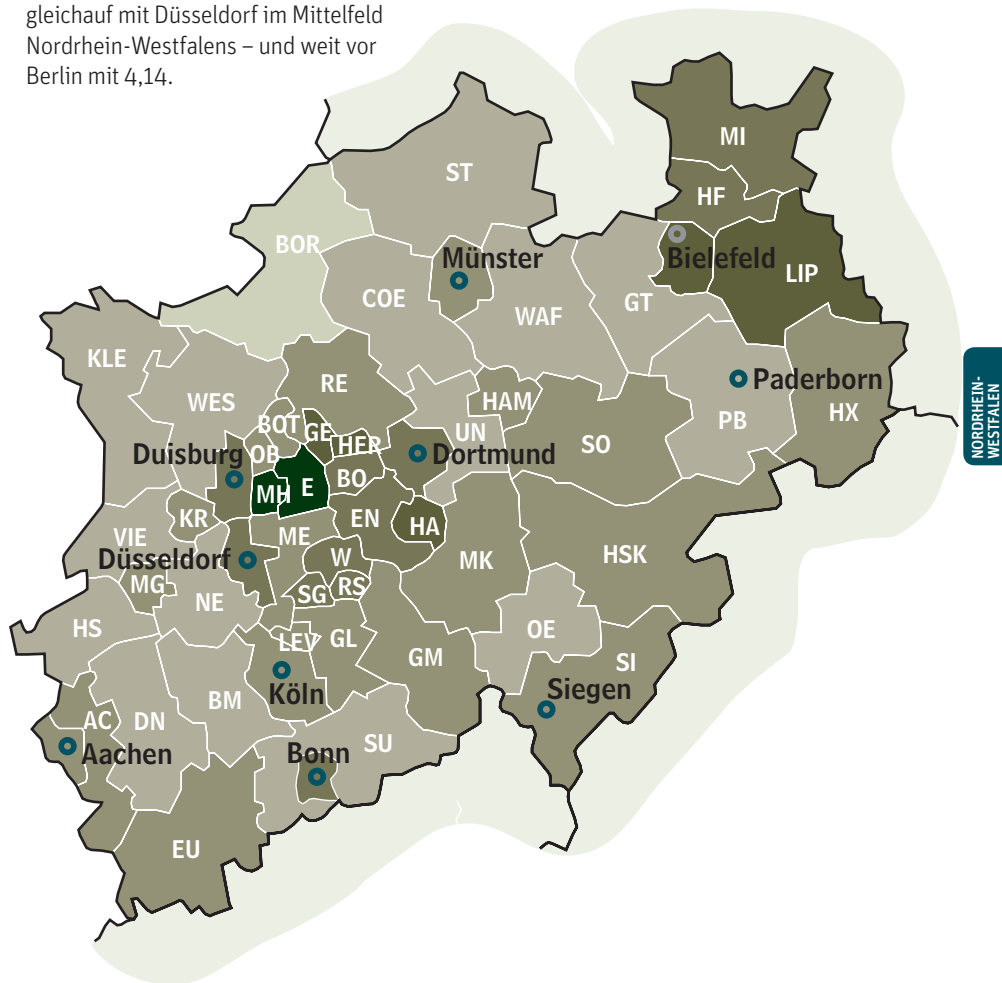 gleichauf mit Düsseldorf im Mittelfeld
Nordrhein-Westfalens – und weit vor
Berlin mit 4,14.
MI
ST
HF
BOR
Münster
Bielefeld
LIP
COE
GT
WAF
KLE
RE
Paderborn
WES
HAM
HX
BOT
GE
HER
UN
PB
SO
Duisburg
OB
Dortmund
MH
E
BO
KR
EN
HA
VIE
ME
Düsseldorf
W
MK
HSK
MG
SG
RS
NE
HS
LEV
GL
OE
GM
SI
Köln
Siegen
BM
AC
DN
Aachen
Bonn
SU
EU
NORDRHEIN-
WESTFALEN